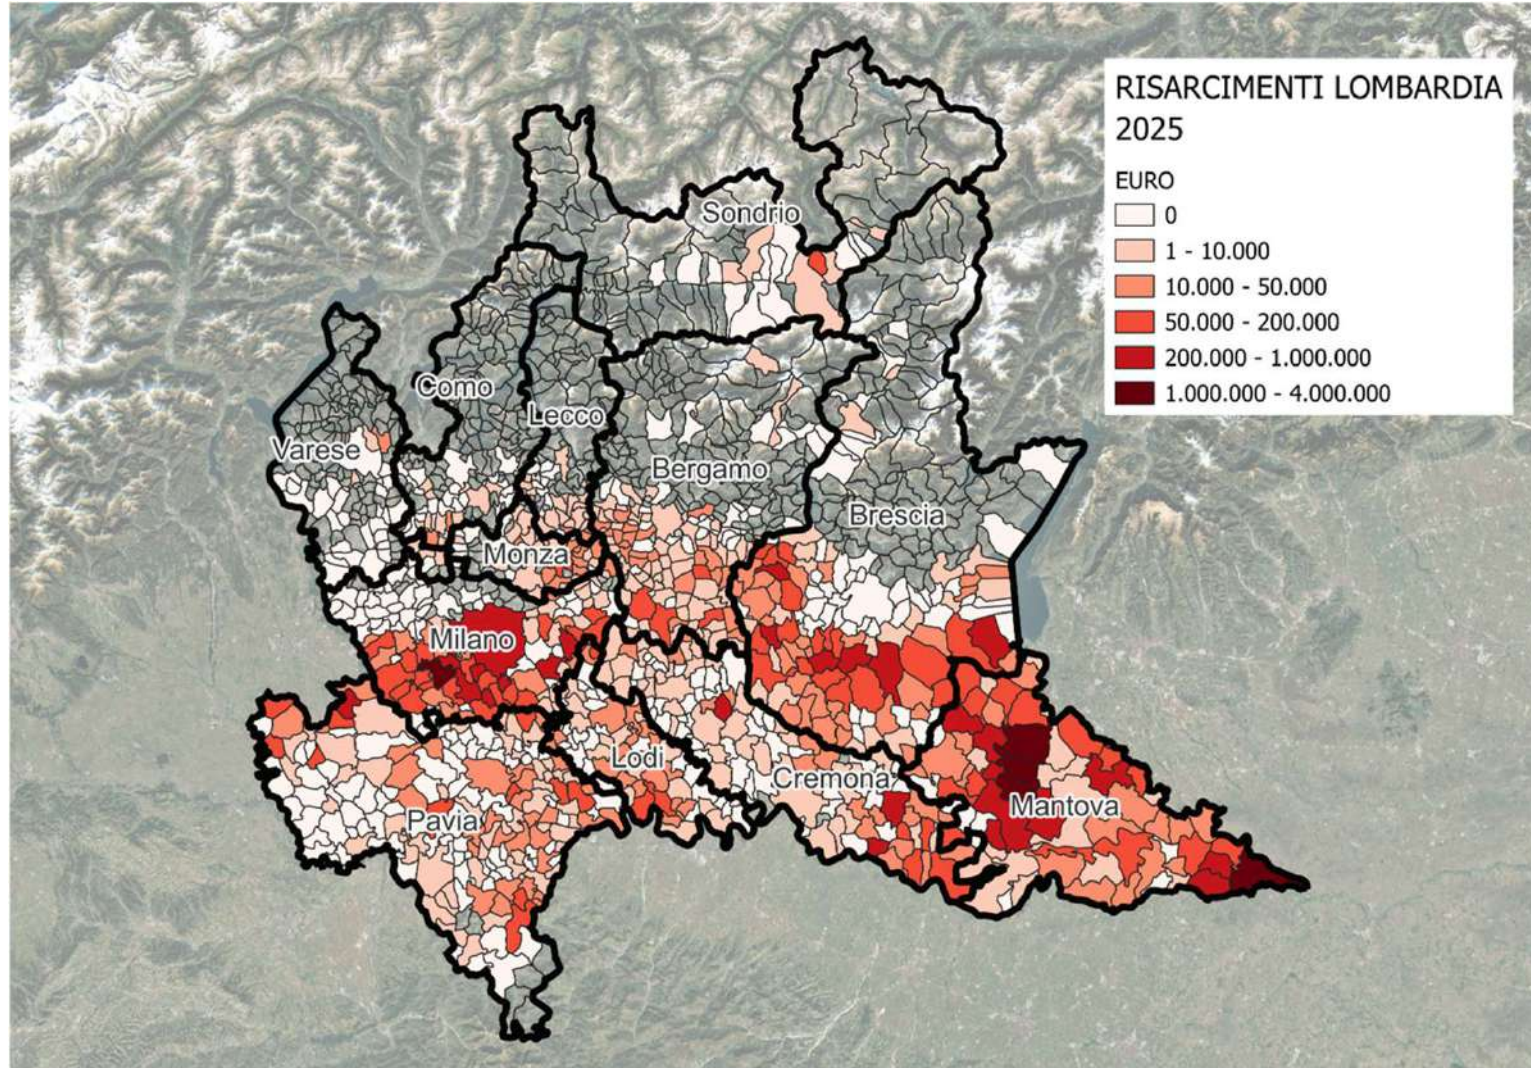 RISARCIMENTI LOMBARDIA
2025
EURO
0
1 - 10.000
10.000 - 50.000
50.000 - 200.000
200.000 - 1.000.000
1.000.000 - 4.000.000
Sondrio
Como
Lecco
Varese
Bergamo
Brescia
Monza
Milano
Lodi
Cremona
Mantova
Pavia